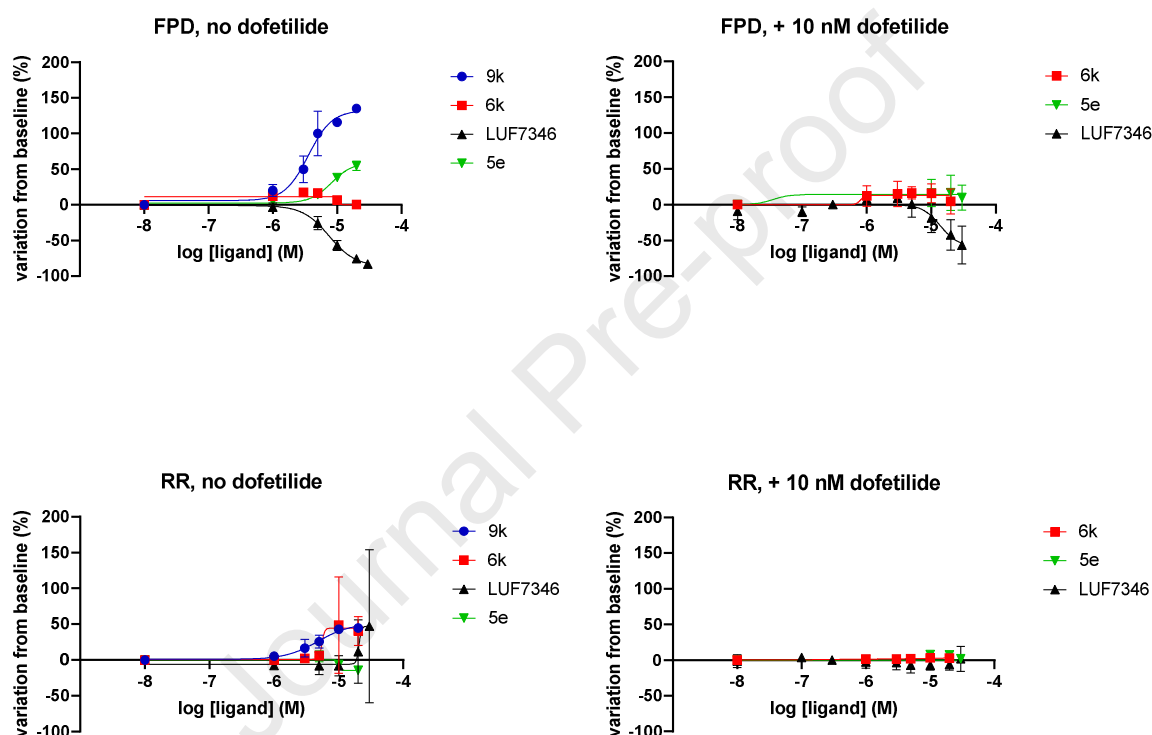 FPD, no dofetilide
variation from baseline (%)
200
150
100
50
0
-50
-100
-8
-7
-6
-5
-4
log [ligand] (M)
9k
6k
LUF7346
5e
FPD, + 10 nM dofetilide
variation from baseline (%)
200
150
100
50
0
-50
-100
-8
-7
-6
-5
-4
log [ligand] (M)
6k
5e
LUF7346
RR, no dofetilide
variation from baseline (%)
200
150
100
50
0
-50
-100
-8
-7
-6
-5
-4
log [ligand] (M)
9k
6k
LUF7346
5e
RR, + 10 nM dofetilide
variation from baseline (%)
200
150
100
50
0
-50
-100
-8
-7
-6
-5
-4
log [ligand] (M)
6k
5e
LUF7346
Journal Pre-proof